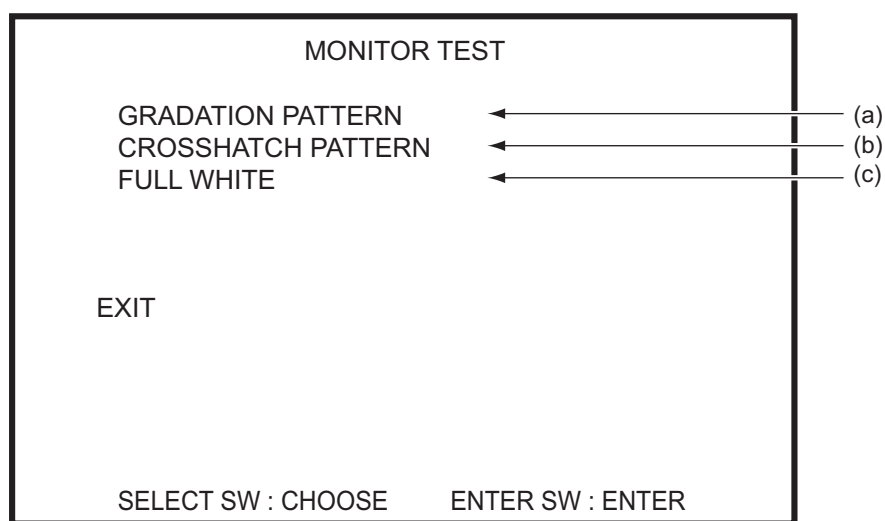 MONITOR TEST
GRADATION PATTERN (a)
CROSSHATCH PATTERN (b)
FULL WHITE (c)
EXIT
SELECT SW : CHOOSE ENTER SW : ENTER